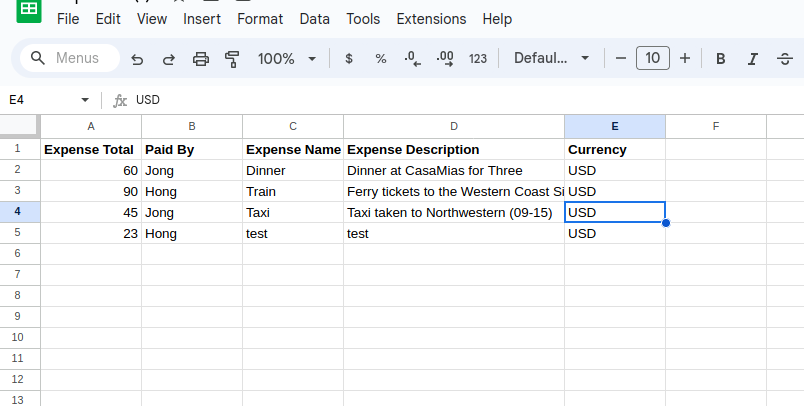 File Edit View Insert Format Data Tools Extensions Help
Menus 100% $ % .0 .00 123 Defaul... 10 B I S
E4 fx USD
A B C D E F
1 Expense Total Paid By Expense Name Expense Description Currency
2 60 Jong Dinner Dinner at CasaMias for Three USD
3 90 Hong Train Ferry tickets to the Western Coast Si USD
4 45 Jong Taxi Taxi taken to Northwestern (09-15) USD
5 23 Hong test test USD
6
7
8
9
10
11
12
13